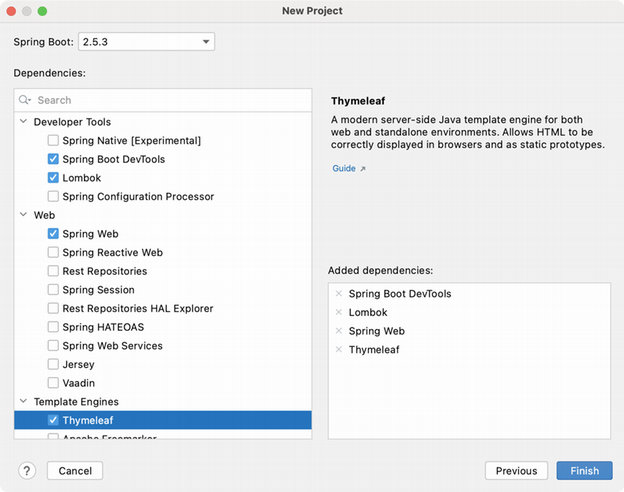 New Project
Spring Boot: 2.5.3
Dependencies:
Search
Developer Tools
Spring Native [Experimental]
Spring Boot DevTools
Lombok
Spring Configuration Processor
Web
Spring Web
Spring Reactive Web
Rest Repositories
Spring Session
Rest Repositories HAL Explorer
Spring HATEOAS
Spring Web Services
Jersey
Vaadin
Template Engines
Thymeleaf
Apache Freemarker
Thymeleaf
A modern server-side Java template engine for both
web and standalone environments. Allows HTML to be
correctly displayed in browsers and as static prototypes.
Guide ↗
Added dependencies:
× Spring Boot DevTools
× Lombok
× Spring Web
× Thymeleaf
? Cancel Previous Finish